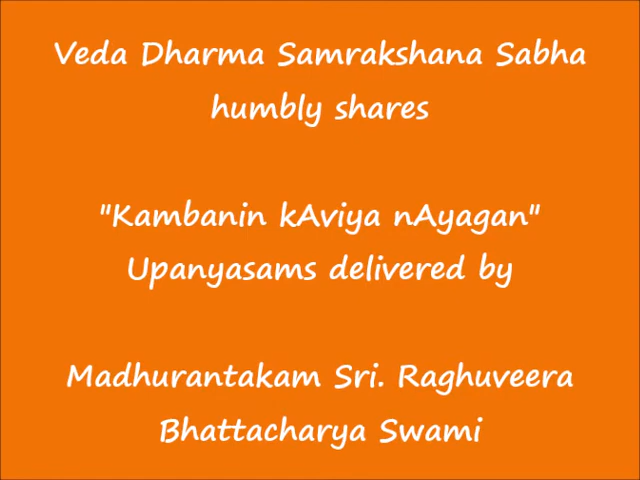 Veda Dharma Samrakshana Sabha
humbly shares
"Kambanin kAviya nAyagan"
Upanyasams delivered by
Madhurantakam Sri. Raghuveera
Bhattacharya Swami